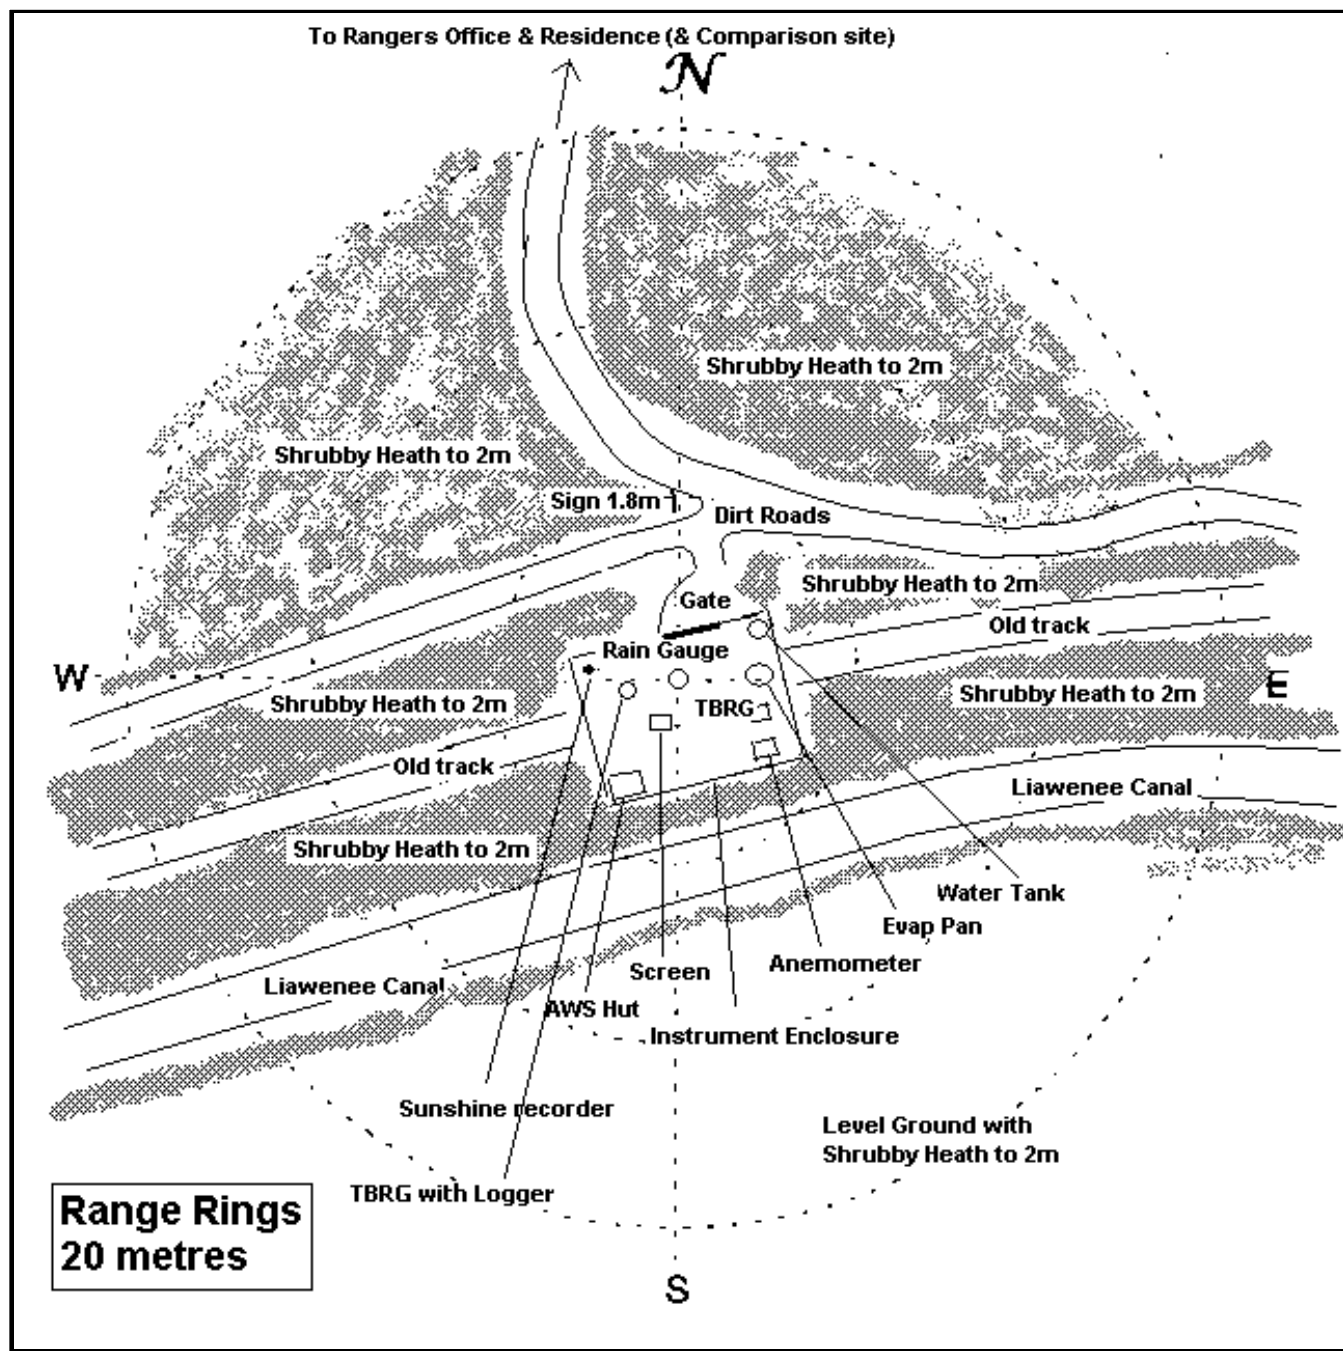 To Rangers Office & Residence (& Comparison site)
N
Shrubby Heath to 2m
Shrubby Heath to 2m
Sign 1.8m
Dirt Roads
Shrubby Heath to 2m
Gate
Old track
Rain Gauge
W
E
Shrubby Heath to 2m
Shrubby Heath to 2m
TBRG
Old track
Liawenee Canal
Shrubby Heath to 2m
Water Tank
Evap Pan
Anemometer
Screen
Liawenee Canal
AWS Hut
Instrument Enclosure
Sunshine recorder
Level Ground with
Shrubby Heath to 2m
TBRG with Logger
Range Rings
20 metres
S